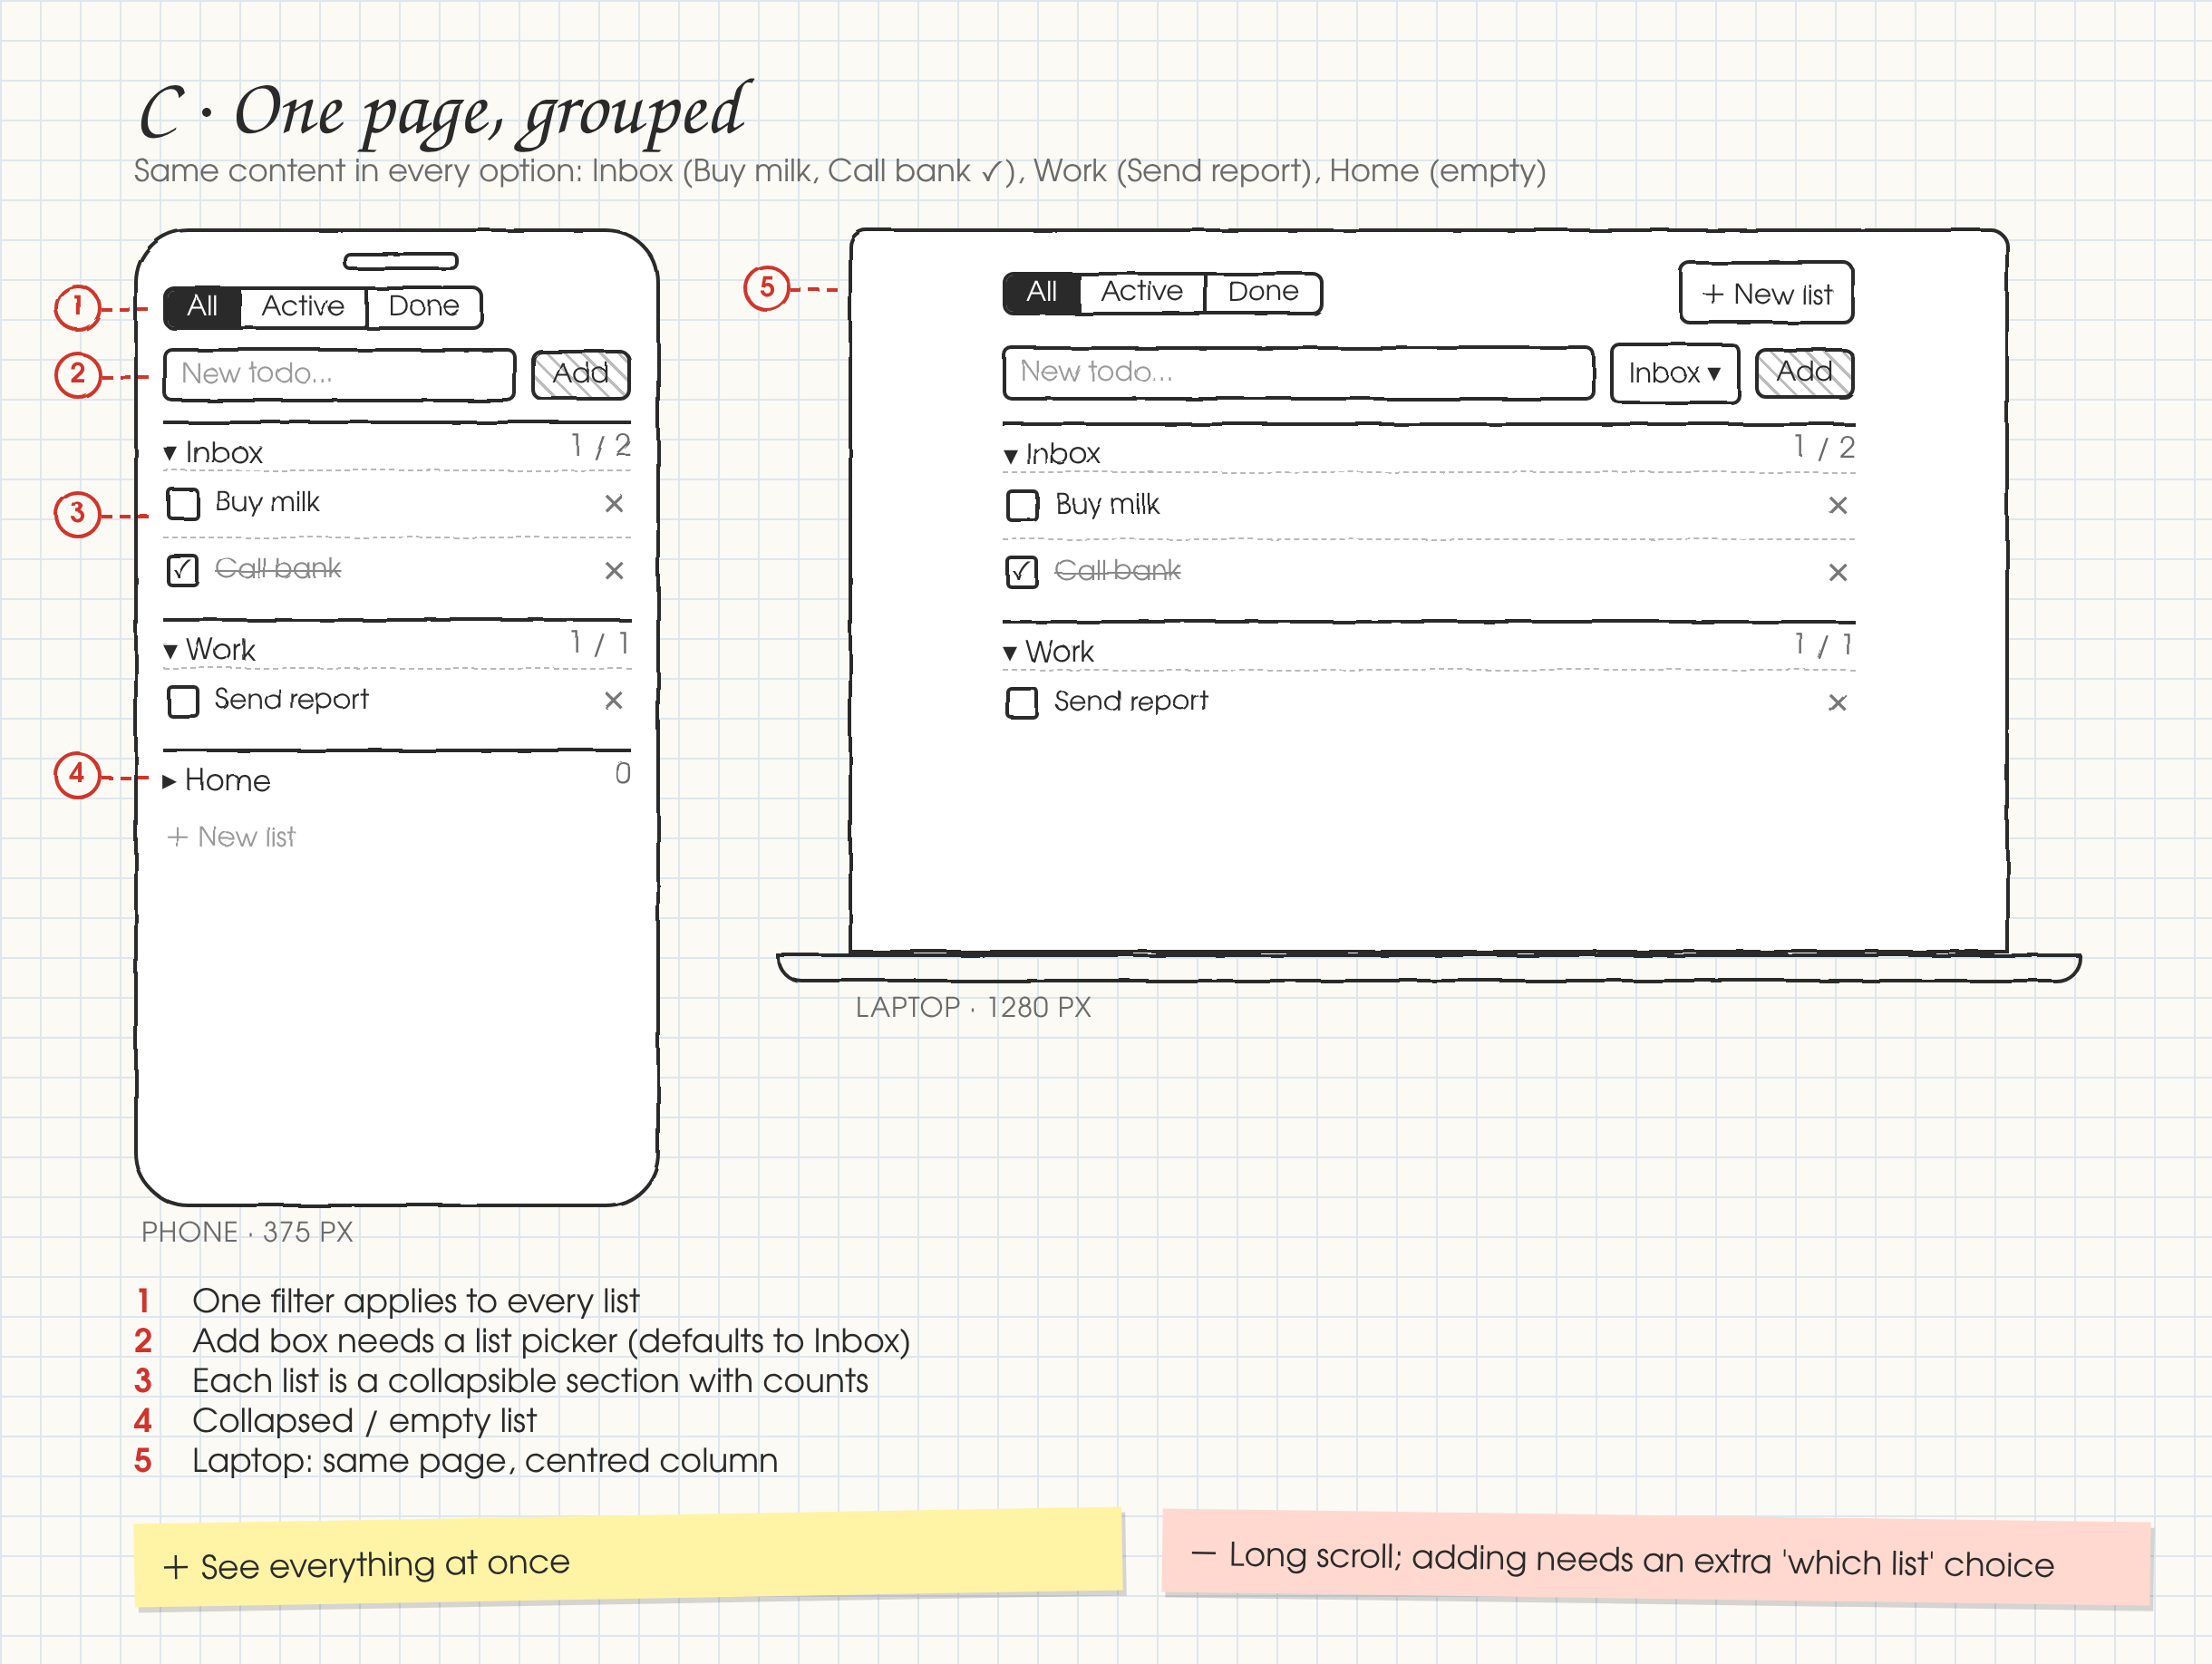 C · One page, grouped
Same content in every option: Inbox (Buy milk, Call bank ✓), Work (Send report), Home (empty)
1
All Active Done
2
New todo... Add
▾ Inbox 1 / 2
3
Buy milk ×
✓ Call bank ×
▾ Work 1 / 1
Send report ×
4
▸ Home 0
+ New list
PHONE · 375 PX
5
All Active Done + New list
New todo... Inbox ▾ Add
▾ Inbox 1 / 2
Buy milk ×
✓ Call bank ×
▾ Work 1 / 1
Send report ×
LAPTOP · 1280 PX
1 One filter applies to every list
2 Add box needs a list picker (defaults to Inbox)
3 Each list is a collapsible section with counts
4 Collapsed / empty list
5 Laptop: same page, centred column
+ See everything at once
– Long scroll; adding needs an extra 'which list' choice